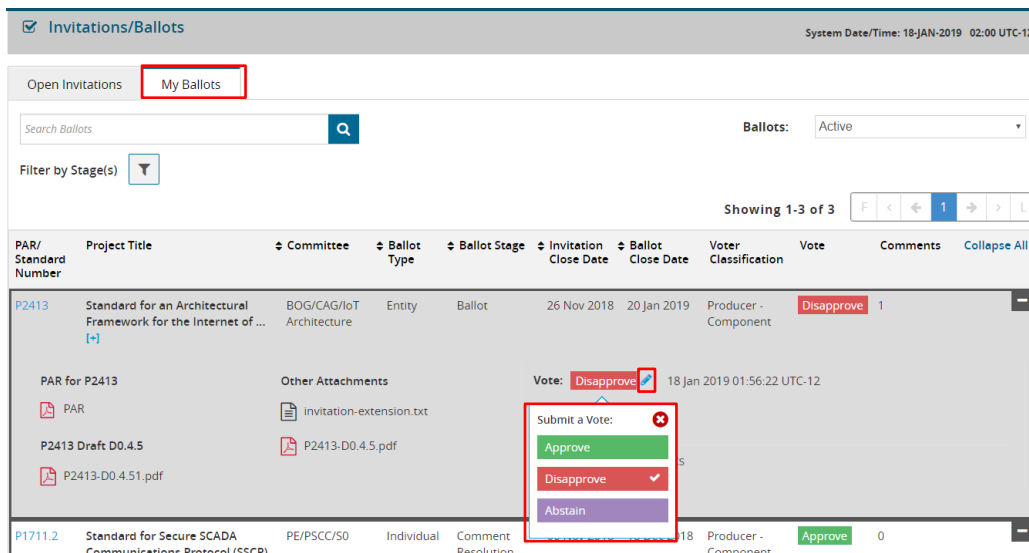 Invitations/Ballots
System Date/Time: 18-JAN-2019 02:00 UTC-12
Open Invitations My Ballots
Search Ballots
Ballots: Active
Filter by Stage(s)
Showing 1-3 of 3 F < 1 > L
PAR/ Standard Number Project Title Committee Ballot Type Ballot Stage Invitation Close Date Ballot Close Date Voter Classification Vote Comments Collapse All
P2413 Standard for an Architectural BOG/CAG/IoT Entity Ballot 26 Nov 2018 20 Jan 2019 Producer - Disapprove 1
Framework for the Internet of ... Architecture Component
[+]
PAR for P2413 Other Attachments Vote: Disapprove 18 Jan 2019 01:56:22 UTC-12
PAR invitation-extension.txt Submit a Vote:
P2413 Draft D0.4.5 P2413-D0.4.5.pdf Approve
P2413-D0.4.51.pdf Disapprove
Abstain
P1711.2 Standard for Secure SCADA PE/PSCC/S0 Individual Comment Producer - Approve 0
Communications Protocol (SSCP) Resolution Component